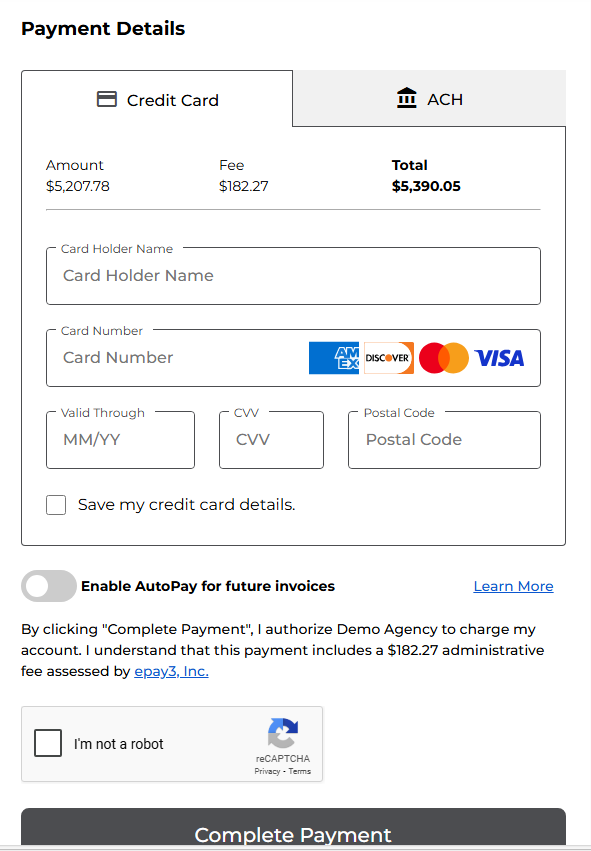 Payment Details
Credit Card
ACH
Amount
Fee
Total
$5,207.78
$182.27
$5,390.05
Card Holder Name
Card Holder Name
Card Number
Card Number
AM
EX
DISCOVER
VISA
Valid Through
CVV
Postal Code
MM/YY
CVV
Postal Code
Save my credit card details.
Enable AutoPay for future invoices
Learn More
By clicking "Complete Payment", I authorize Demo Agency to charge my
account. I understand that this payment includes a $182.27 administrative
fee assessed by epay3, Inc.
I'm not a robot
reCAPTCHA
Privacy - Terms
Complete Payment